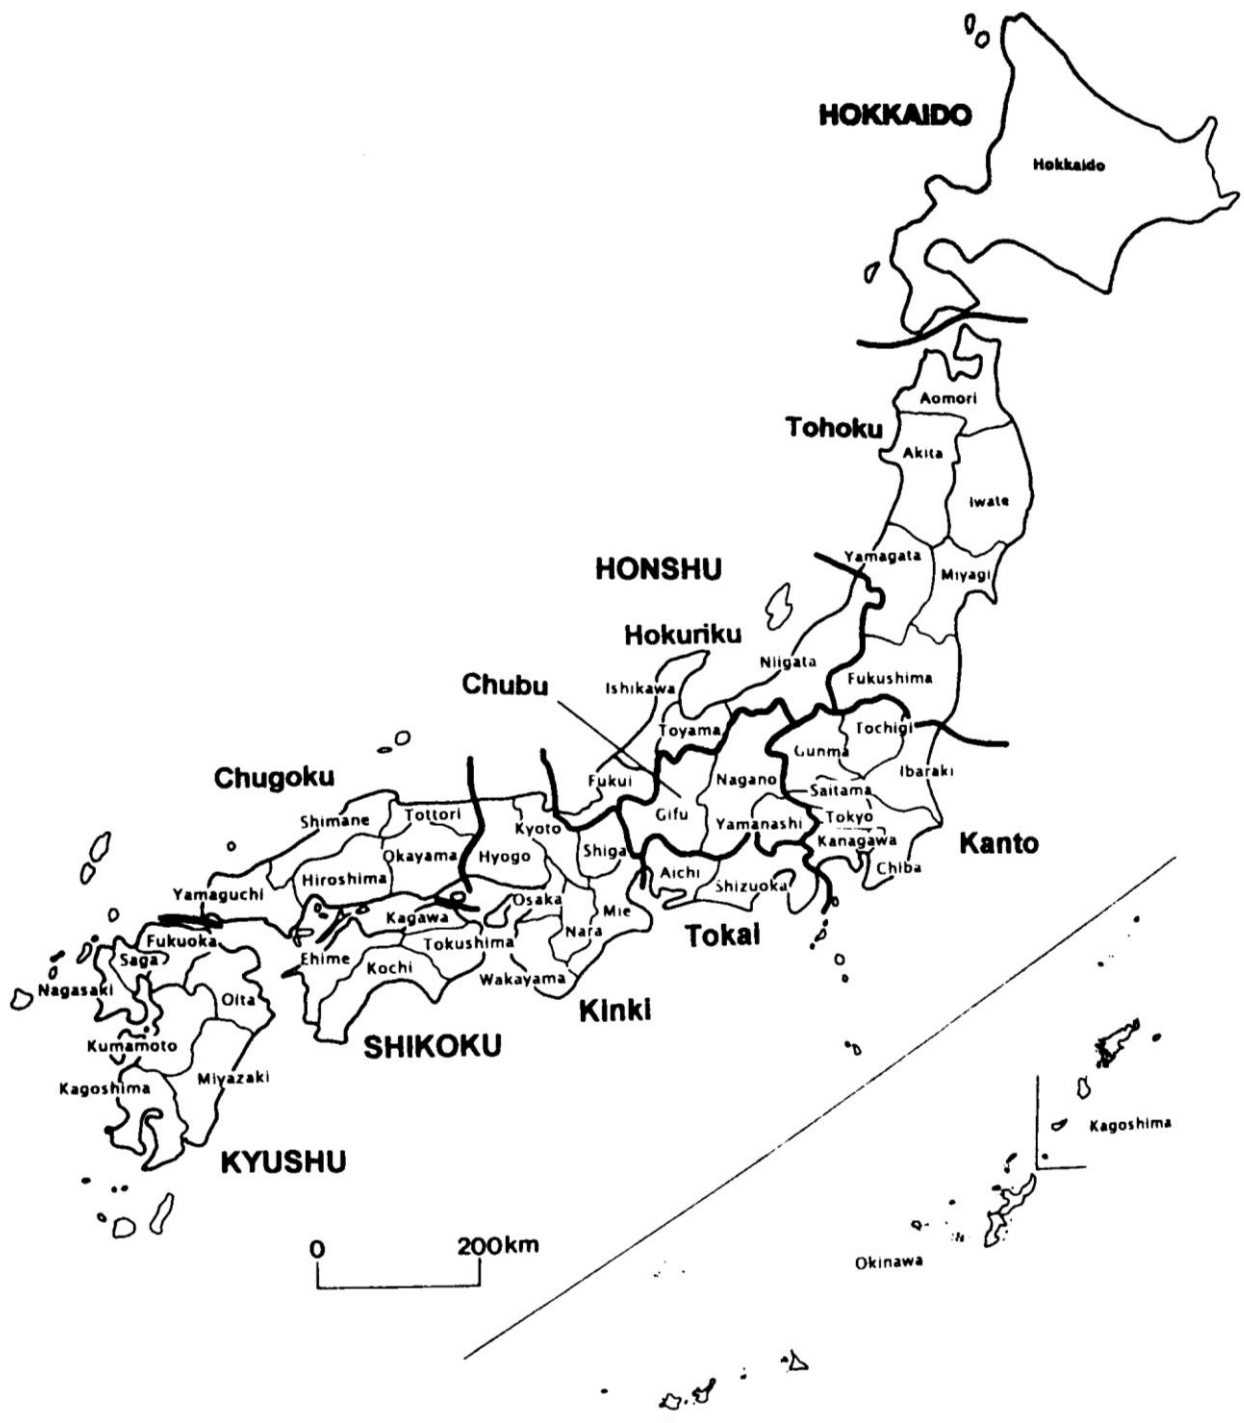 HOKKAIDO
Hokkaido
Aomori
Tohoku
Akita
Iwate
Yamagata
HONSHU
Miyagi
Hokuriku
Niigata
Fukushima
Chubu
Ishikawa
Toyama
Tochigi
Gunma
Ibaraki
Chugoku
Fukui
Nagano
Saitama
Shimane
Tottori
Kyoto
Gifu
Yamanashi
Tokyo
Kanagawa
Kanto
Okayama
Hyogo
Shiga
Aichi
Chiba
Hiroshima
Shizuoka
Yamaguchi
Osaka
Kagawa
Mie
Nara
Tokai
Fukuoka
Tokushima
Saga
Ehime
Kochi
Wakayama
Nagasaki
Oita
Kinki
SHIKOKU
Kumamoto
Kagoshima
Miyazaki
Kagoshima
KYUSHU
0 200km
Okinawa